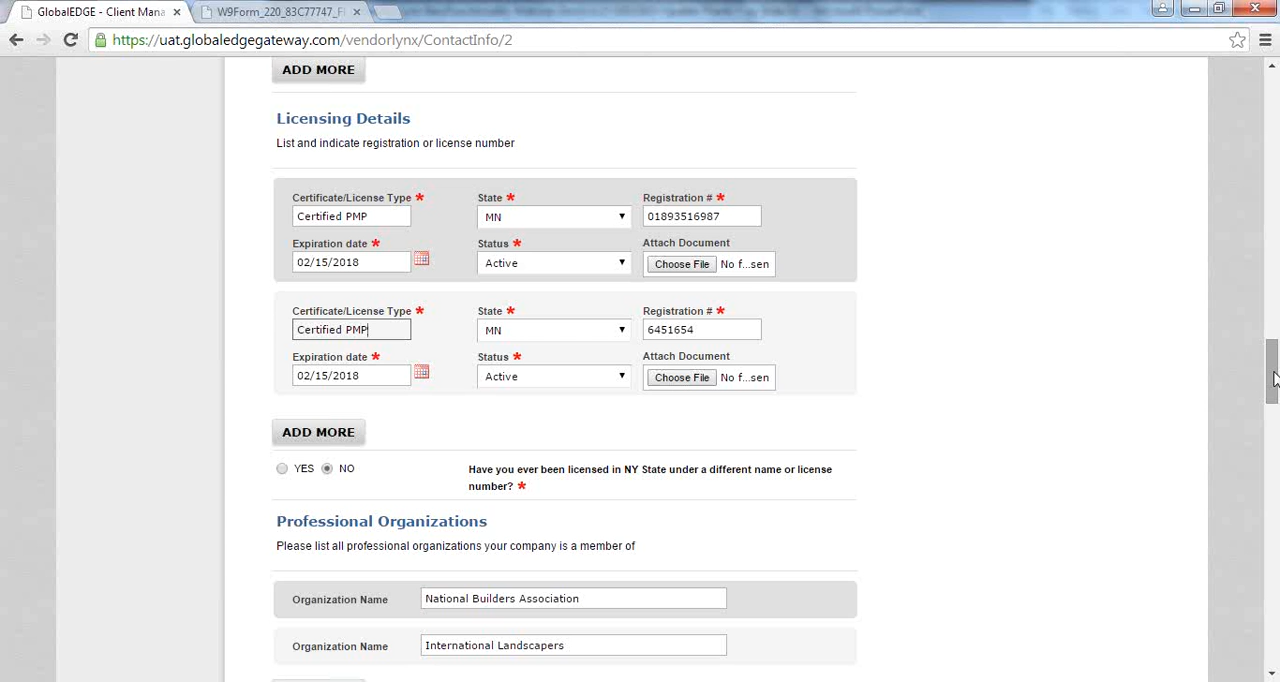 GlobalEDGE - Client Mana
W9Form_220_83C77747_F
https://uat.globaledgegateway.com/vendorlynx/ContactInfo/2
ADD MORE
Licensing Details
List and indicate registration or license number
Certificate/License Type * State * Registration # *
Certified PMP MN 01893516987
Expiration date * Status * Attach Document
02/15/2018 Active Choose File No f...sen
Certificate/License Type * State * Registration # *
Certified PMP MN 6451654
Expiration date * Status * Attach Document
02/15/2018 Active Choose File No f...sen
ADD MORE
YES NO Have you ever been licensed in NY State under a different name or license
number? *
Professional Organizations
Please list all professional organizations your company is a member of
Organization Name National Builders Association
Organization Name International Landscapers